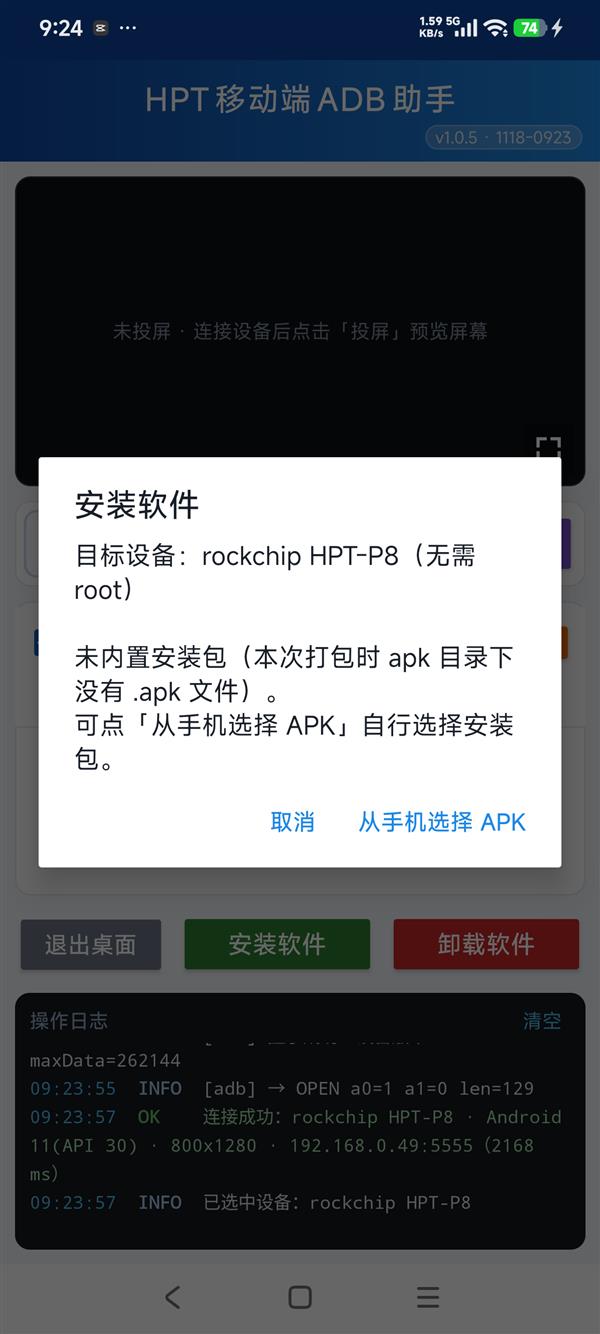 9:24
1.59 5G
KB/s
74
HPT移动端ADB助手
v1.0.5 · 1118-0923
未投屏 · 连接设备后点击「投屏」预览屏幕
安装软件
目标设备：rockchip HPT-P8（无需
root）
未内置安装包（本次打包时 apk 目录下
没有 .apk 文件）。
可点「从手机选择 APK」自行选择安装
包。
取消 从手机选择 APK
退出桌面 安装软件 卸载软件
操作日志 清空
maxData=262144
09:23:55 INFO [adb] → OPEN a0=1 a1=0 len=129
09:23:57 OK 连接成功：rockchip HPT-P8 · Android
11(API 30) · 800x1280 · 192.168.0.49:5555（2168
ms）
09:23:57 INFO 已选中设备：rockchip HPT-P8